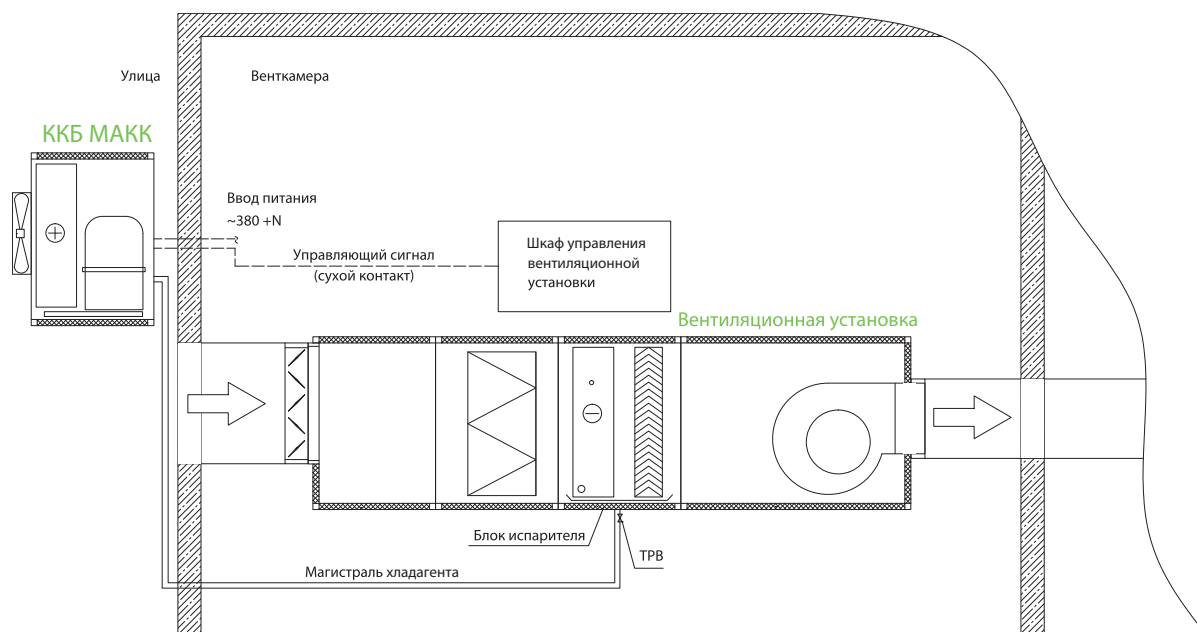 Улица
Венткамера
ККБ МАКК
Ввод питания
~380 +N
Управляющий сигнал
(сухой контакт)
Шкаф управления
вентиляционной
установки
Вентиляционная установка
Блок испарителя
ТРВ
Магистраль хладагента